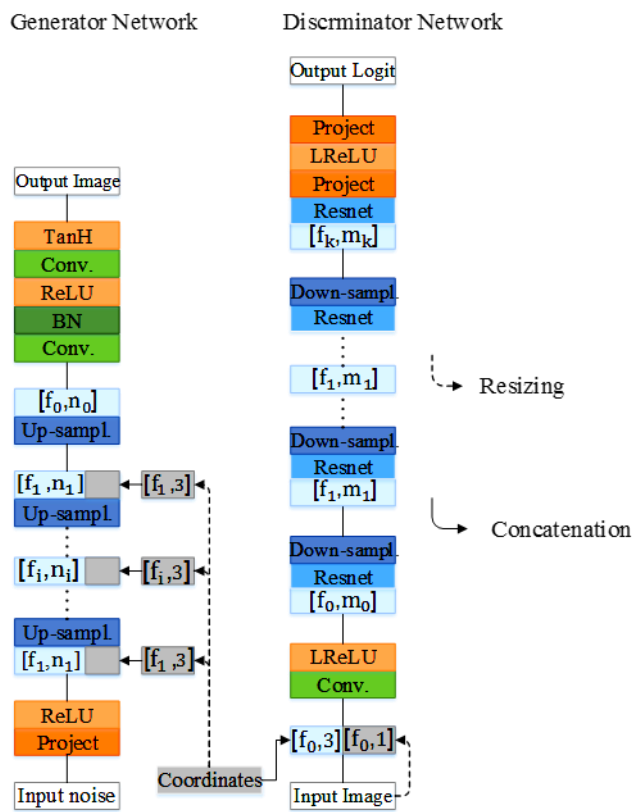 Generator Network
Output Image
TanH
Conv.
ReLU
BN
Conv.
[f₀,n₀]
Up-sampl.
[f₁,n₁] [f₁,3]
Up-sampl.
[fᵢ,nᵢ] [fᵢ,3]
Up-sampl.
[f₁,n₁] [f₁,3]
ReLU
Project
Input noise
Coordinates
Discrminator Network
Output Logit
Project
LReLU
Project
Resnet
[fₖ,mₖ]
Down-sampl.
Resnet
[f₁,m₁]
Down-sampl.
Resnet
[f₁,m₁]
Down-sampl.
Resnet
[f₀,m₀]
LReLU
Conv.
[f₀,3] [f₀,1]
Input Image
Resizing
Concatenation